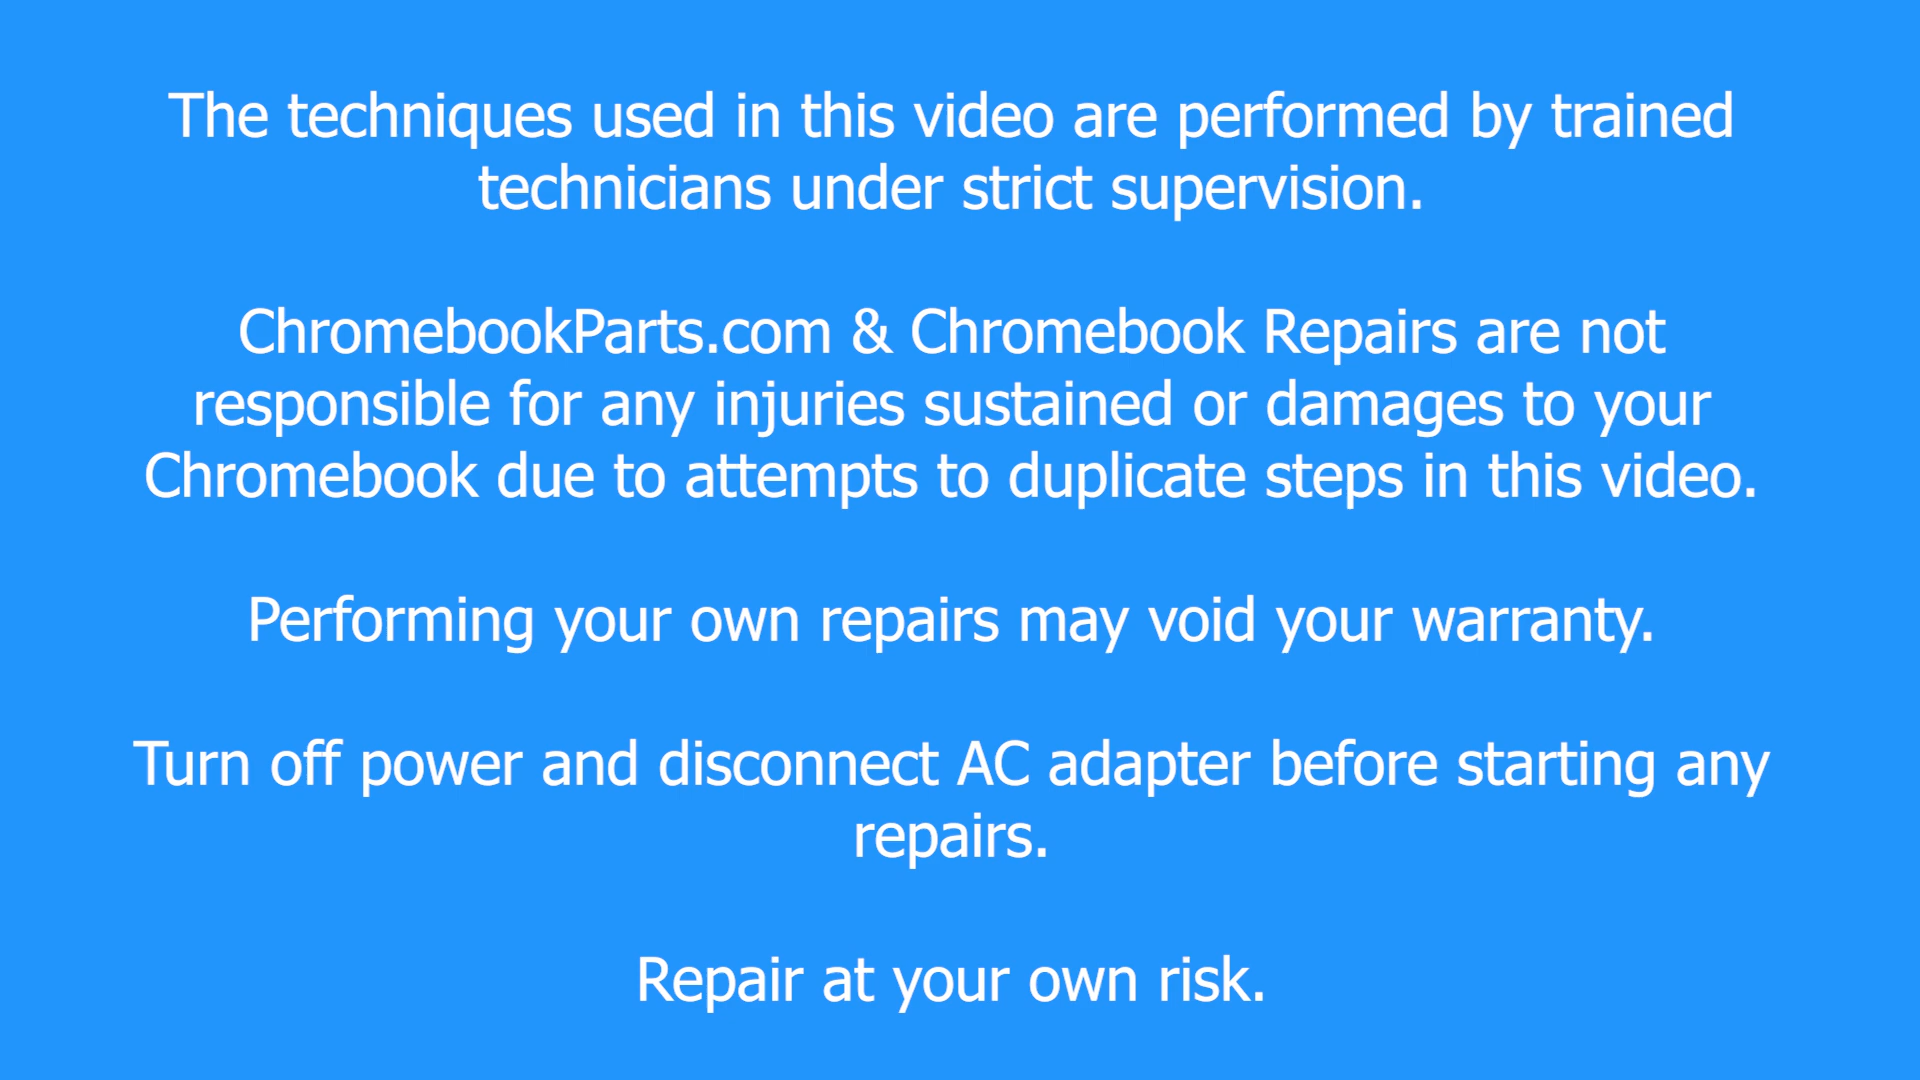 The techniques used in this video are performed by trained
technicians under strict supervision.
ChromebookParts.com & Chromebook Repairs are not
responsible for any injuries sustained or damages to your
Chromebook due to attempts to duplicate steps in this video.
Performing your own repairs may void your warranty.
Turn off power and disconnect AC adapter before starting any
repairs.
Repair at your own risk.